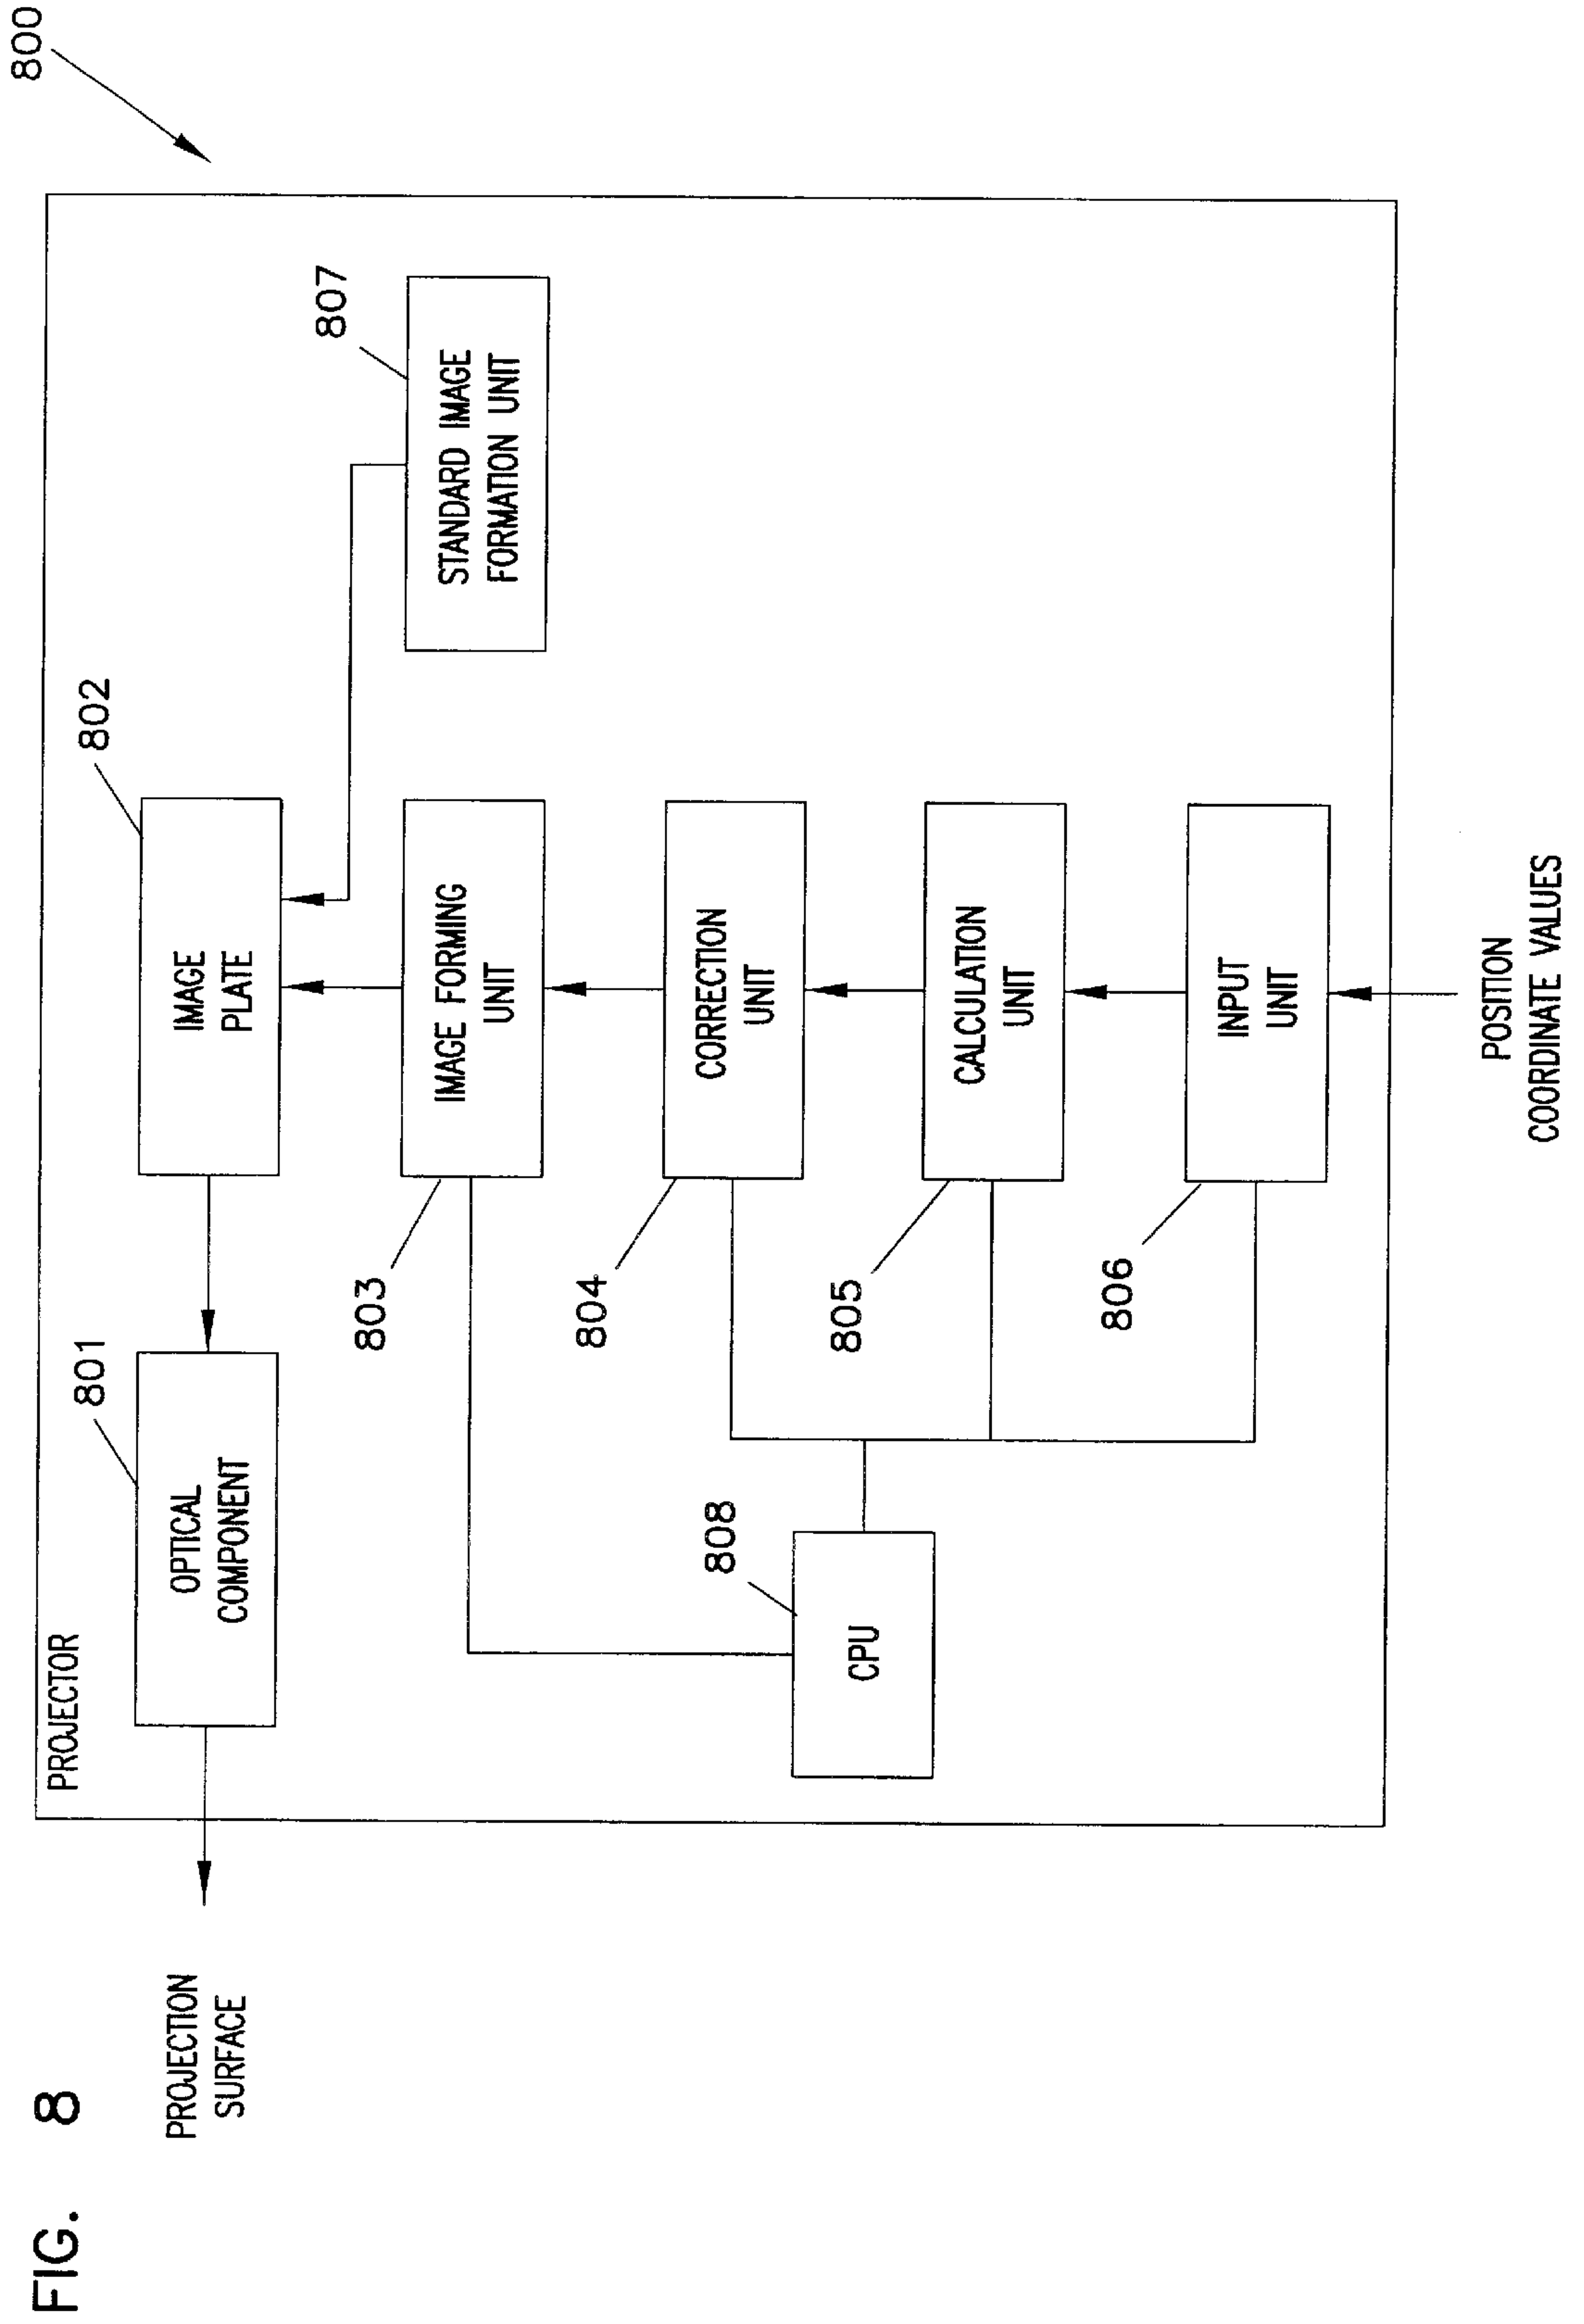 FIG. 8
800
PROJECTOR
PROJECTION
SURFACE
801
OPTICAL
COMPONENT
802
IMAGE
PLATE
807
STANDARD IMAGE
FORMATION UNIT
803
IMAGE FORMING
UNIT
804
CORRECTION
UNIT
808
CPU
805
CALCULATION
UNIT
806
INPUT
UNIT
POSITION
COORDINATE VALUES